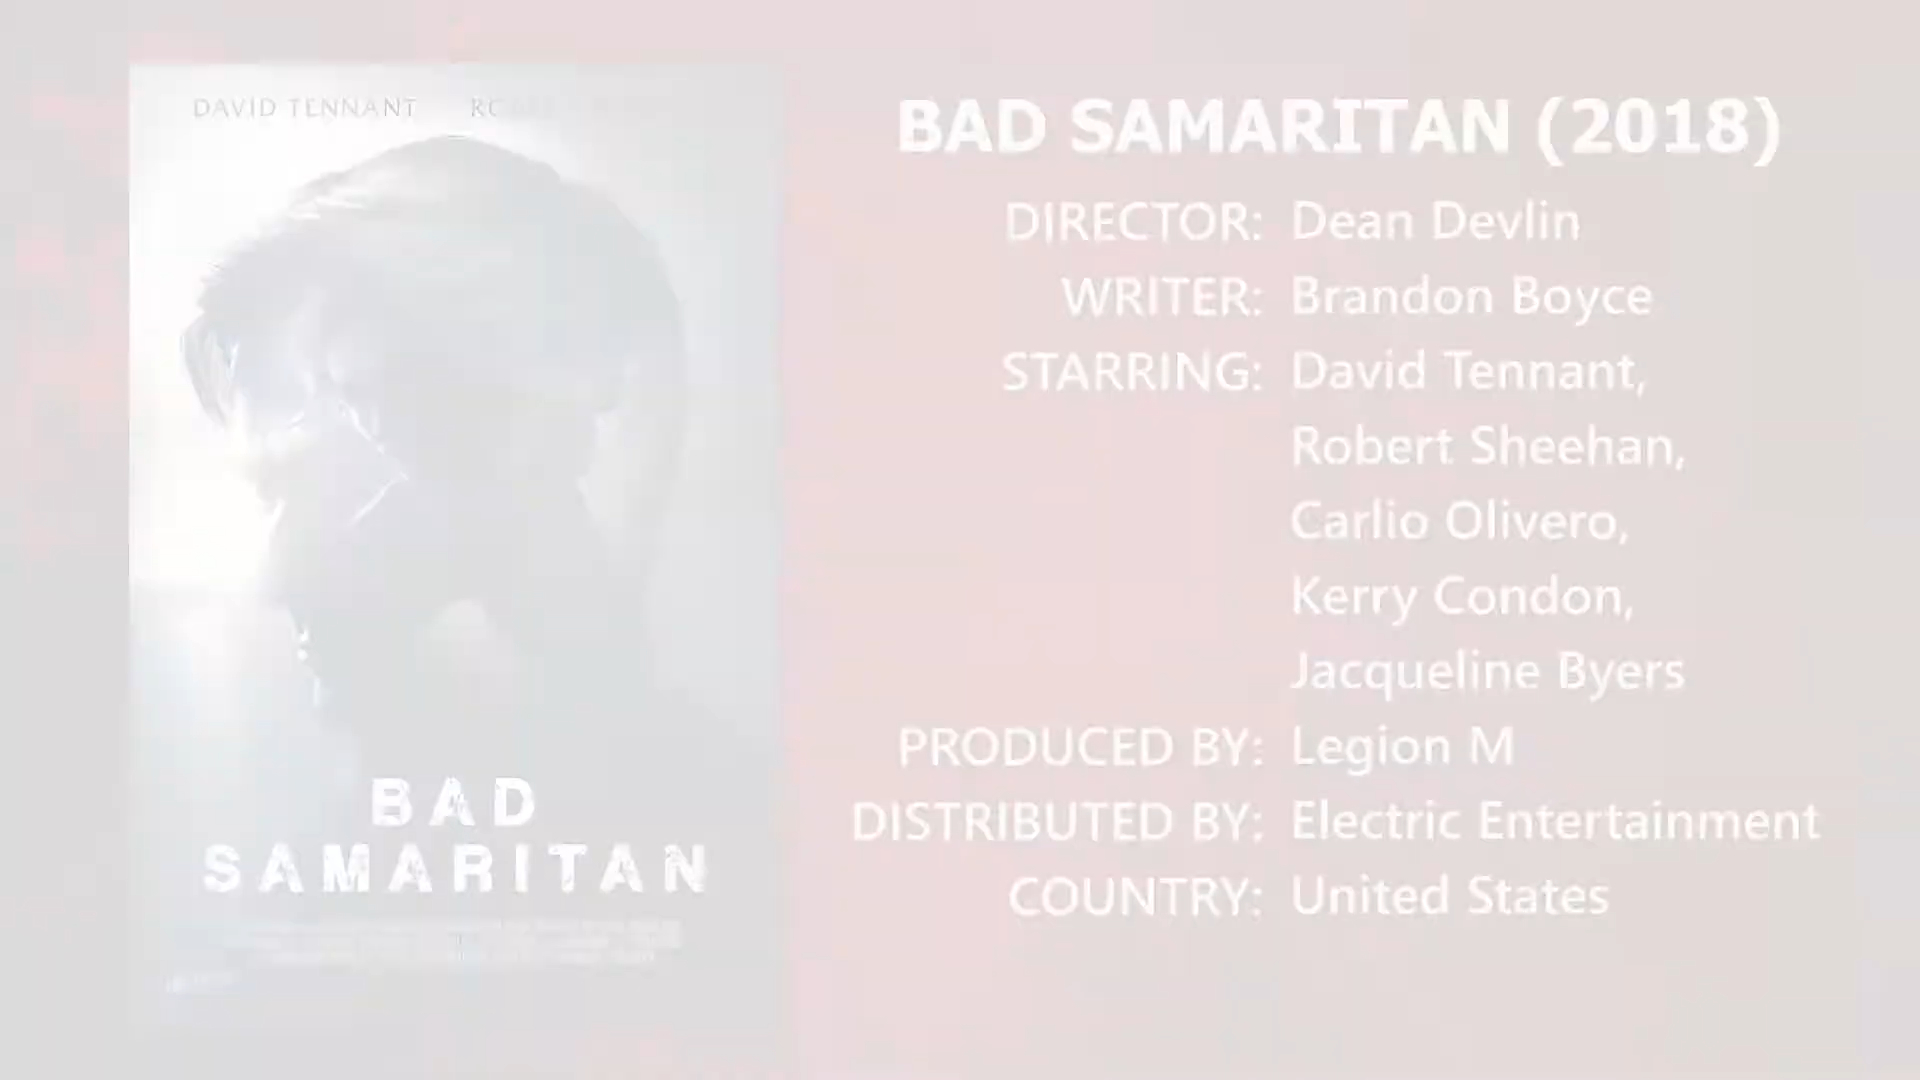 DAVID TENNANT
BAD
SAMARITAN
BAD SAMARITAN (2018)
DIRECTOR: Dean Devlin
WRITER: Brandon Boyce
STARRING: David Tennant,
Robert Sheehan,
Carlio Olivero,
Kerry Condon,
Jacqueline Byers
PRODUCED BY: Legion M
DISTRIBUTED BY: Electric Entertainment
COUNTRY: United States